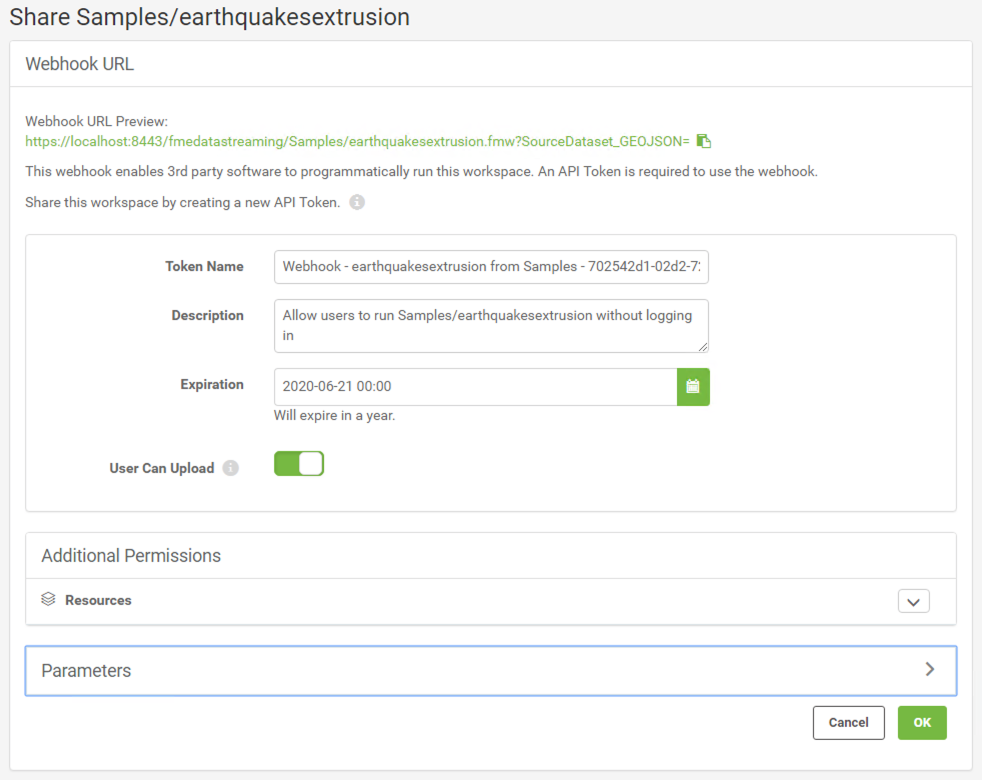 Share Samples/earthquakesextrusion
Webhook URL
Webhook URL Preview:
https://localhost:8443/fmedatastreaming/Samples/earthquakesextrusion.fmw?SourceDataset_GEOJSON=
This webhook enables 3rd party software to programmatically run this workspace. An API Token is required to use the webhook.
Share this workspace by creating a new API Token.
Token Name
Webhook - earthquakesextrusion from Samples - 702542d1-02d2-7
Description
Allow users to run Samples/earthquakesextrusion without logging
in
Expiration
2020-06-21 00:00
Will expire in a year.
User Can Upload
Additional Permissions
Resources
Parameters
Cancel
OK